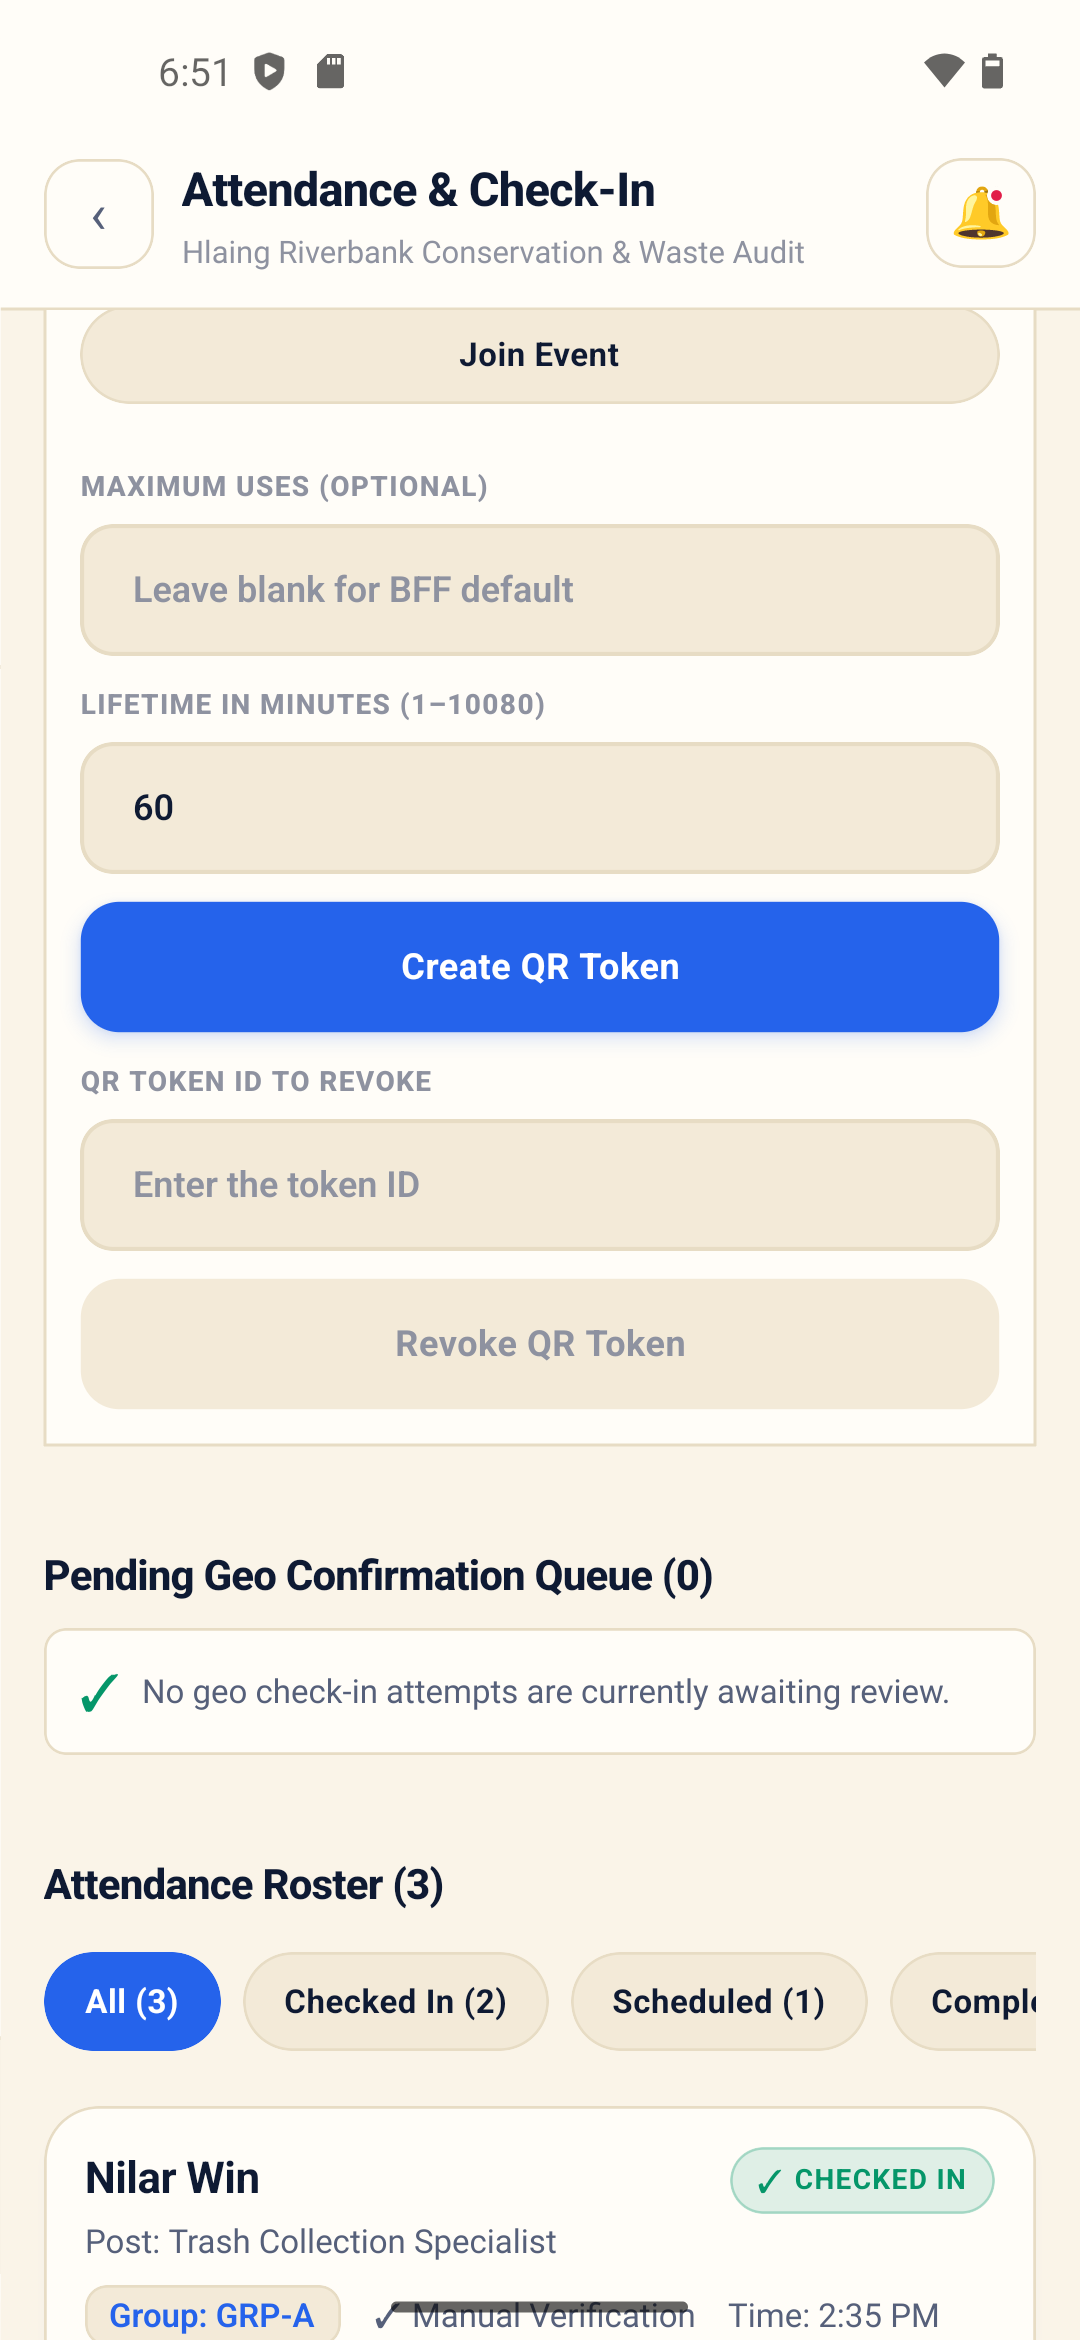 6:51
‹
Attendance & Check-In
Hlaing Riverbank Conservation & Waste Audit
Join Event
MAXIMUM USES (OPTIONAL)
Leave blank for BFF default
LIFETIME IN MINUTES (1–10080)
60
Create QR Token
QR TOKEN ID TO REVOKE
Enter the token ID
Revoke QR Token
Pending Geo Confirmation Queue (0)
✓ No geo check-in attempts are currently awaiting review.
Attendance Roster (3)
All (3) Checked In (2) Scheduled (1) Comple
Nilar Win ✓ CHECKED IN
Post: Trash Collection Specialist
Group: GRP-A ✓ Manual Verification Time: 2:35 PM